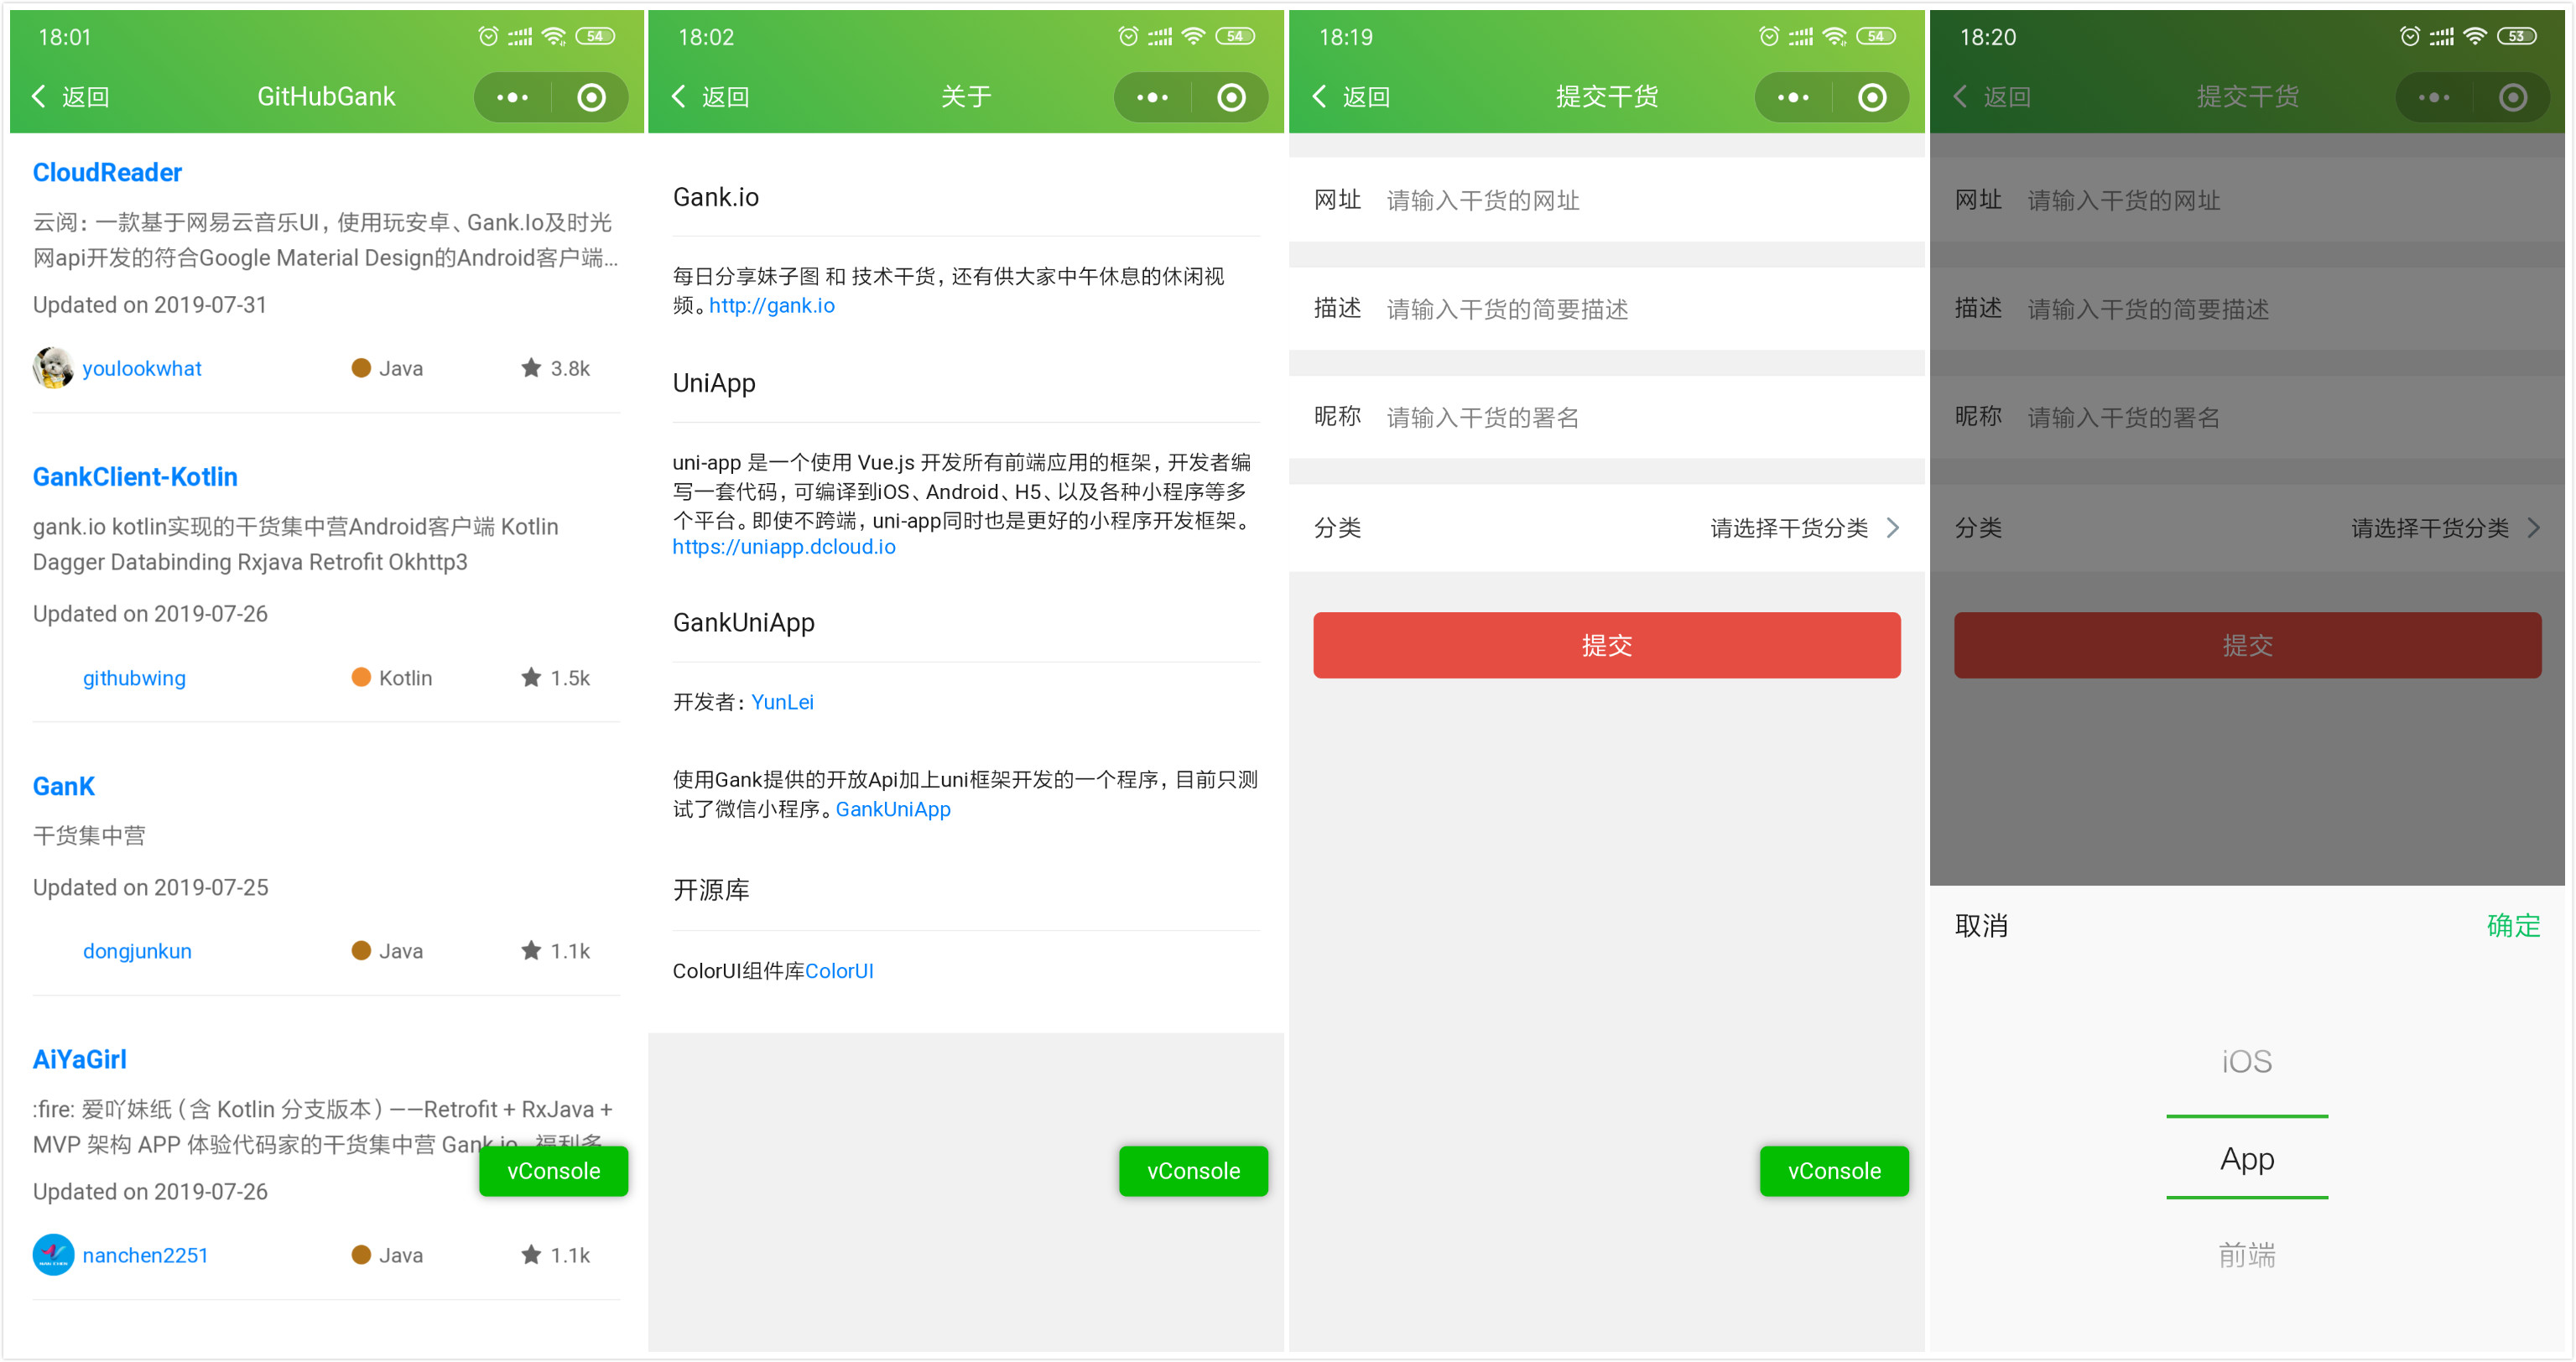 18:01
54
返回
GitHubGank
CloudReader
云阅：一款基于网易云音乐UI，使用玩安卓、Gank.Io及时光
网api开发的符合Google Material Design的Android客户端...
Updated on 2019-07-31
youlookwhat
Java
3.8k
GankClient-Kotlin
gank.io kotlin实现的干货集中营Android客户端 Kotlin
Dagger Databinding Rxjava Retrofit Okhttp3
Updated on 2019-07-26
githubwing
Kotlin
1.5k
GanK
干货集中营
Updated on 2019-07-25
dongjunkun
Java
1.1k
AiYaGirl
:fire: 爱吖妹纸（含 Kotlin 分支版本）——Retrofit + RxJava +
MVP 架构 APP 体验代码家的干货集中营 Gank.io，福利多
vConsole
Updated on 2019-07-26
nanchen2251
Java
1.1k
18:02
54
返回
关于
Gank.io
每日分享妹子图 和 技术干货，还有供大家中午休息的休闲视
频。http://gank.io
UniApp
uni-app 是一个使用 Vue.js 开发所有前端应用的框架，开发者编
写一套代码，可编译到iOS、Android、H5、以及各种小程序等多
个平台。即使不跨端，uni-app同时也是更好的小程序开发框架。
https://uniapp.dcloud.io
GankUniApp
开发者：YunLei
使用Gank提供的开放Api加上uni框架开发的一个程序，目前只测
试了微信小程序。GankUniApp
开源库
ColorUI组件库ColorUI
vConsole
18:19
54
返回
提交干货
网址 请输入干货的网址
描述 请输入干货的简要描述
昵称 请输入干货的署名
分类 请选择干货分类
提交
vConsole
18:20
53
返回
提交干货
网址 请输入干货的网址
描述 请输入干货的简要描述
昵称 请输入干货的署名
分类 请选择干货分类
提交
取消
确定
iOS
App
前端